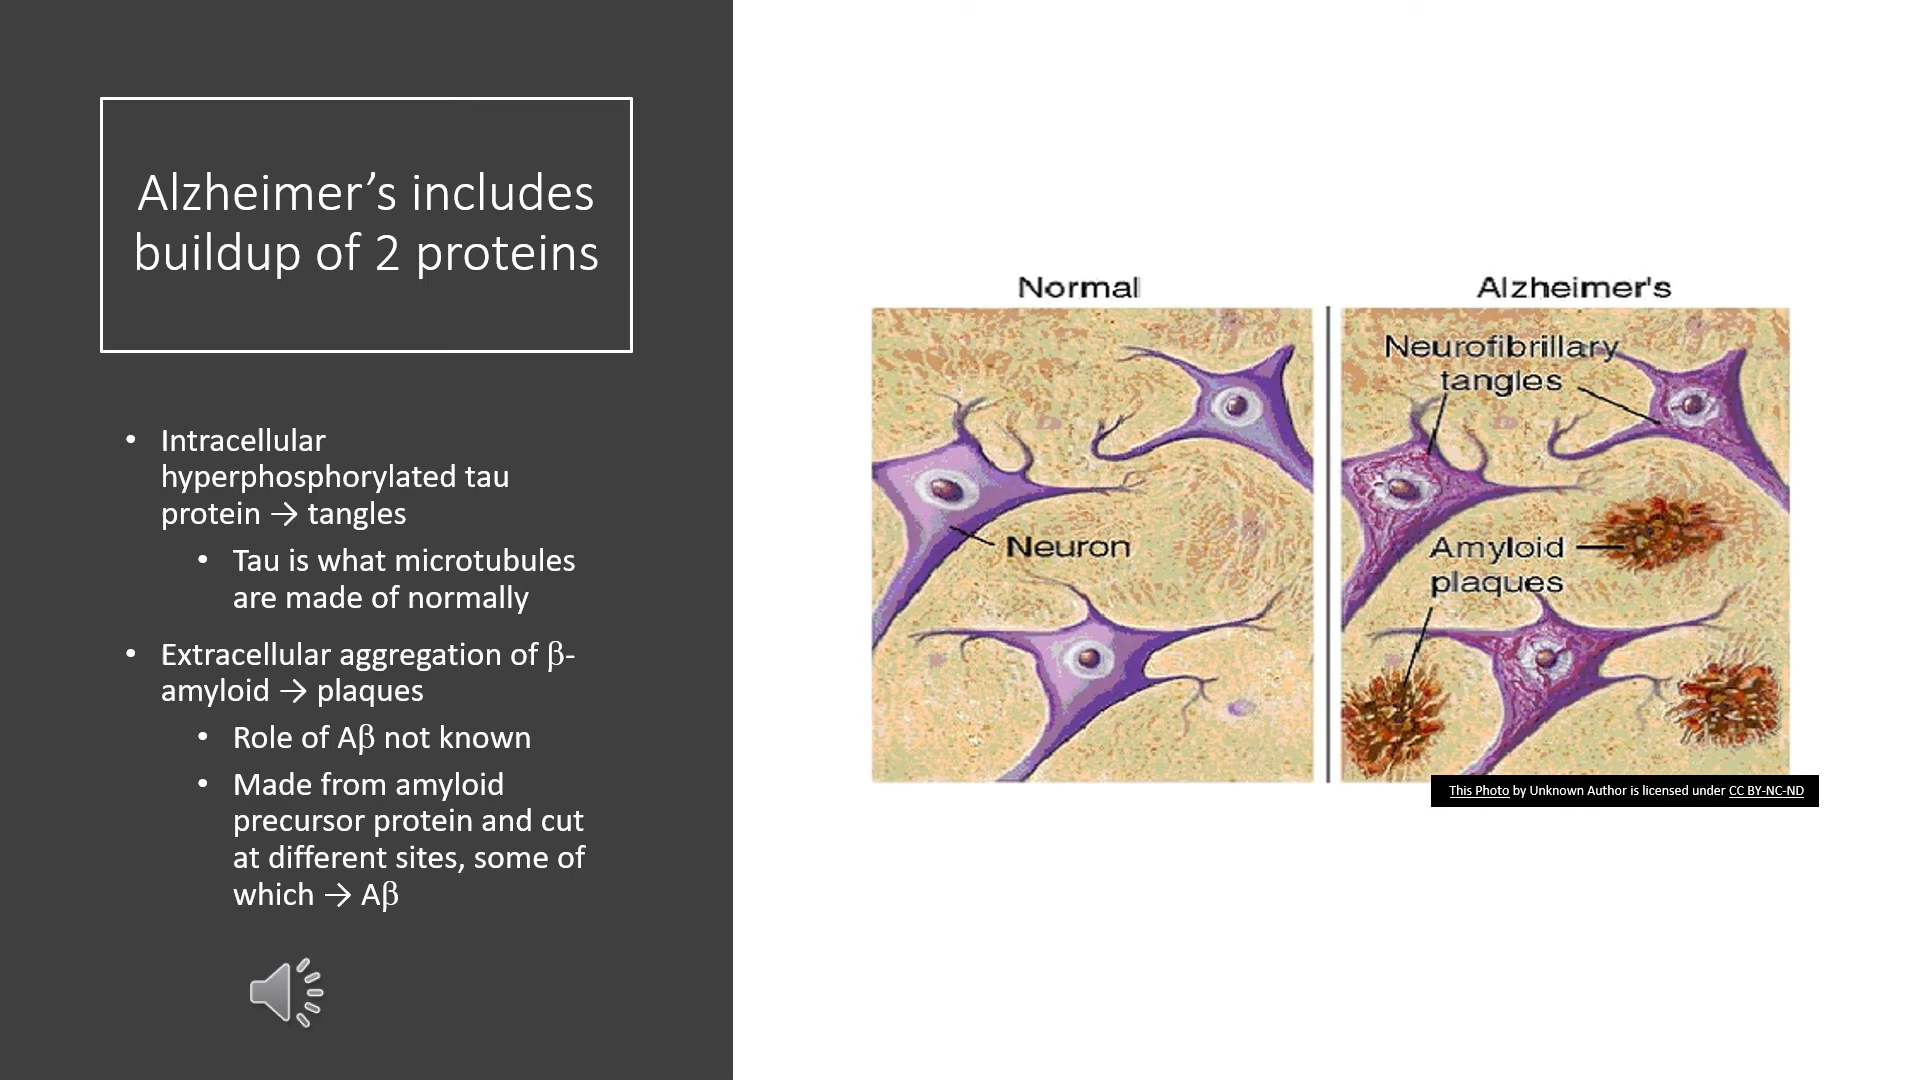 Alzheimer’s includes
buildup of 2 proteins
• Intracellular
hyperphosphorylated tau
protein → tangles
• Tau is what microtubules
are made of normally
• Extracellular aggregation of β-
amyloid → plaques
• Role of Aβ not known
• Made from amyloid
precursor protein and cut
at different sites, some of
which → Aβ
Normal
Neuron
Alzheimer's
Neurofibrillary
tangles
Amyloid
plaques
This Photo by Unknown Author is licensed under CC BY-NC-ND